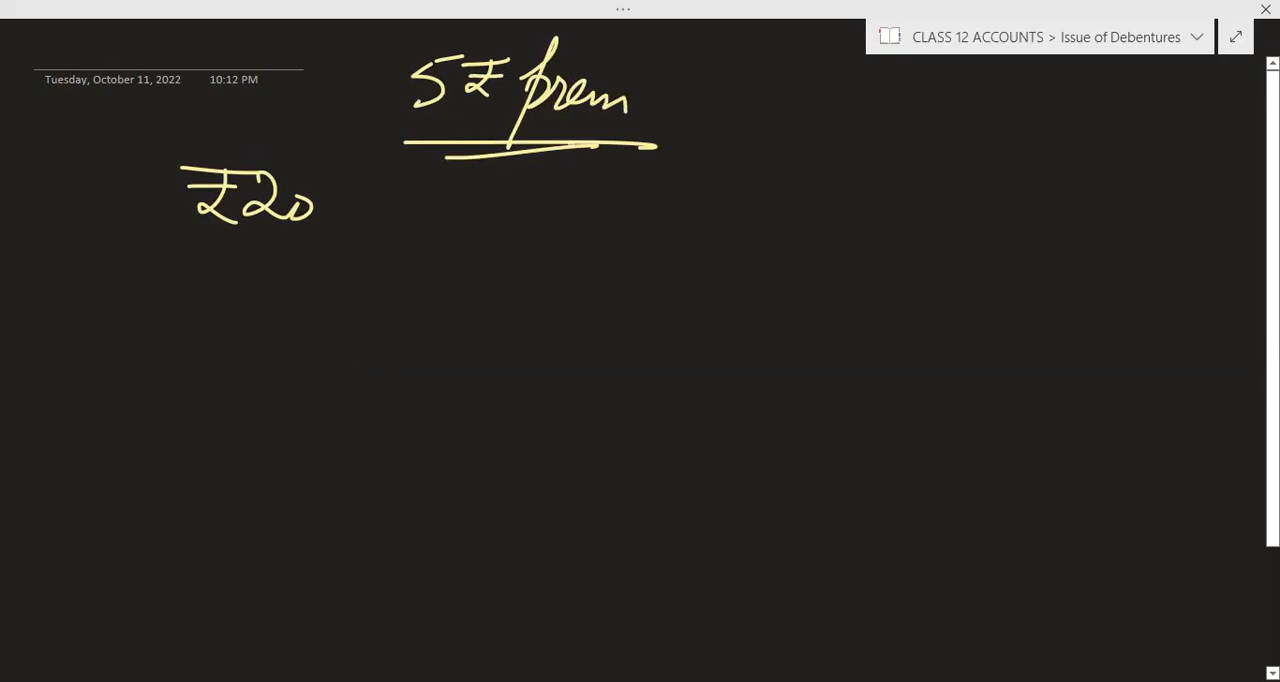 CLASS 12 ACCOUNTS > Issue of Debentures
Tuesday, October 11, 2022 10:12 PM
5₹ prem
₹20